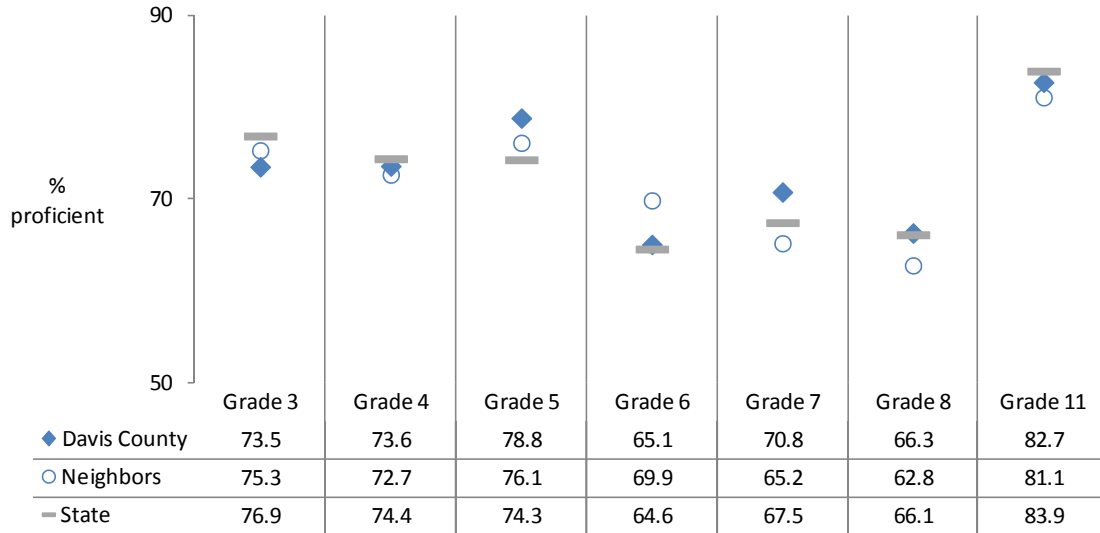 90
%
proficient
70
50
Grade 3 Grade 4 Grade 5 Grade 6 Grade 7 Grade 8 Grade 11
Davis County 73.5 73.6 78.8 65.1 70.8 66.3 82.7
Neighbors 75.3 72.7 76.1 69.9 65.2 62.8 81.1
State 76.9 74.4 74.3 64.6 67.5 66.1 83.9